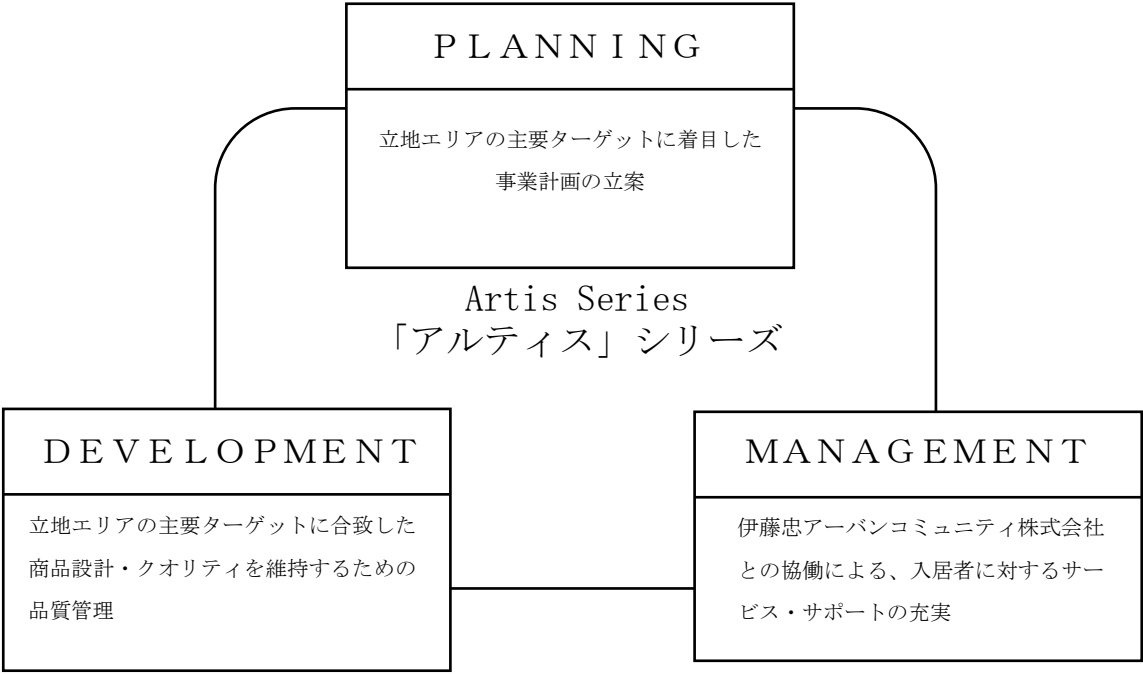 ＰＬＡＮＮＩＮＧ
立地エリアの主要ターゲットに着目した
事業計画の立案
Artis Series
「アルティス」シリーズ
ＤＥＶＥＬＯＰＭＥＮＴ
立地エリアの主要ターゲットに合致した
商品設計・クオリティを維持するための
品質管理
ＭＡＮＡＧＥＭＥＮＴ
伊藤忠アーバンコミュニティ株式会社
との協働による、入居者に対するサー
ビス・サポートの充実